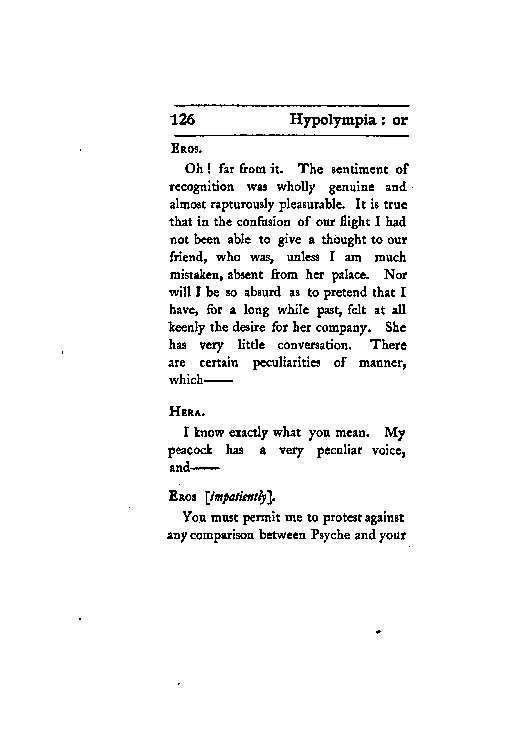 126 Hypolympia : or
EROS.
Oh ! far from it. The sentiment of
recognition was wholly genuine and
almost rapturously pleasurable. It is true
that in the confusion of our flight I had
not been able to give a thought to our
friend, who was, unless I am much
mistaken, absent from her palace. Nor
will I be so absurd as to pretend that I
have, for a long while past, felt at all
keenly the desire for her company. She
has very little conversation. There
are certain peculiarities of manner,
which——
HERA.
I know exactly what you mean. My
peacock has a very peculiar voice,
and——
EROS [impatiently].
You must permit me to protest against
any comparison between Psyche and your